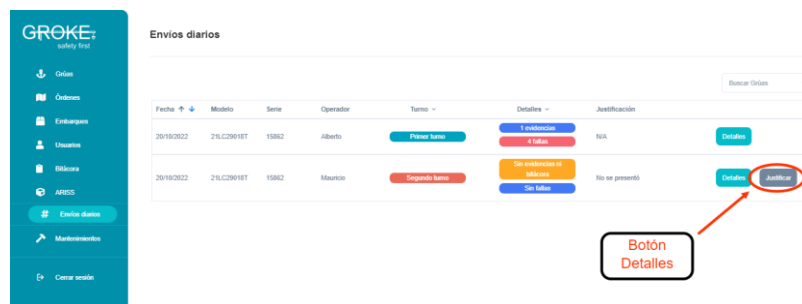 GROKE
safety first
Envíos diarios
Grúas
Órdenes
Embarques
Usuarios
Bitácora
ARISS
Envíos diarios
Mantenimientos
Cerrar sesión
Buscar Grúas
Fecha Modelo Serie Operador Turno Detalles Justificación
20/10/2022 21LC29018T 15862 Alberto Primer turno 1 evidencias N/A Detalles
4 fallas
20/10/2022 21LC29018T 15862 Mauricio Segundo turno Sin evidencias ni No se presentó Detalles Justificar
bitácora
Sin fallas
Botón
Detalles